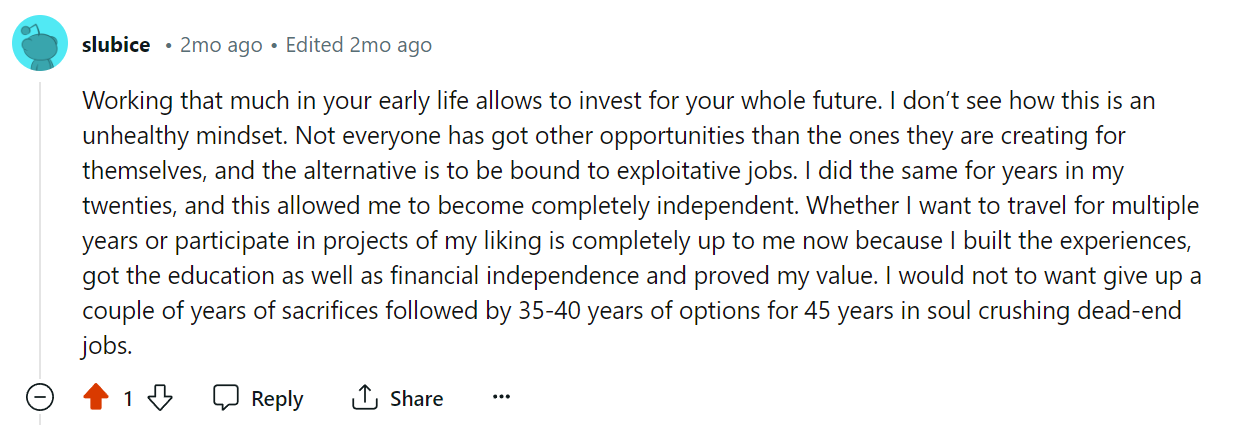 slubice • 2mo ago • Edited 2mo ago
Working that much in your early life allows to invest for your whole future. I don’t see how this is an
unhealthy mindset. Not everyone has got other opportunities than the ones they are creating for
themselves, and the alternative is to be bound to exploitative jobs. I did the same for years in my
twenties, and this allowed me to become completely independent. Whether I want to travel for multiple
years or participate in projects of my liking is completely up to me now because I built the experiences,
got the education as well as financial independence and proved my value. I would not to want give up a
couple of years of sacrifices followed by 35-40 years of options for 45 years in soul crushing dead-end
jobs.
1 Reply Share ...